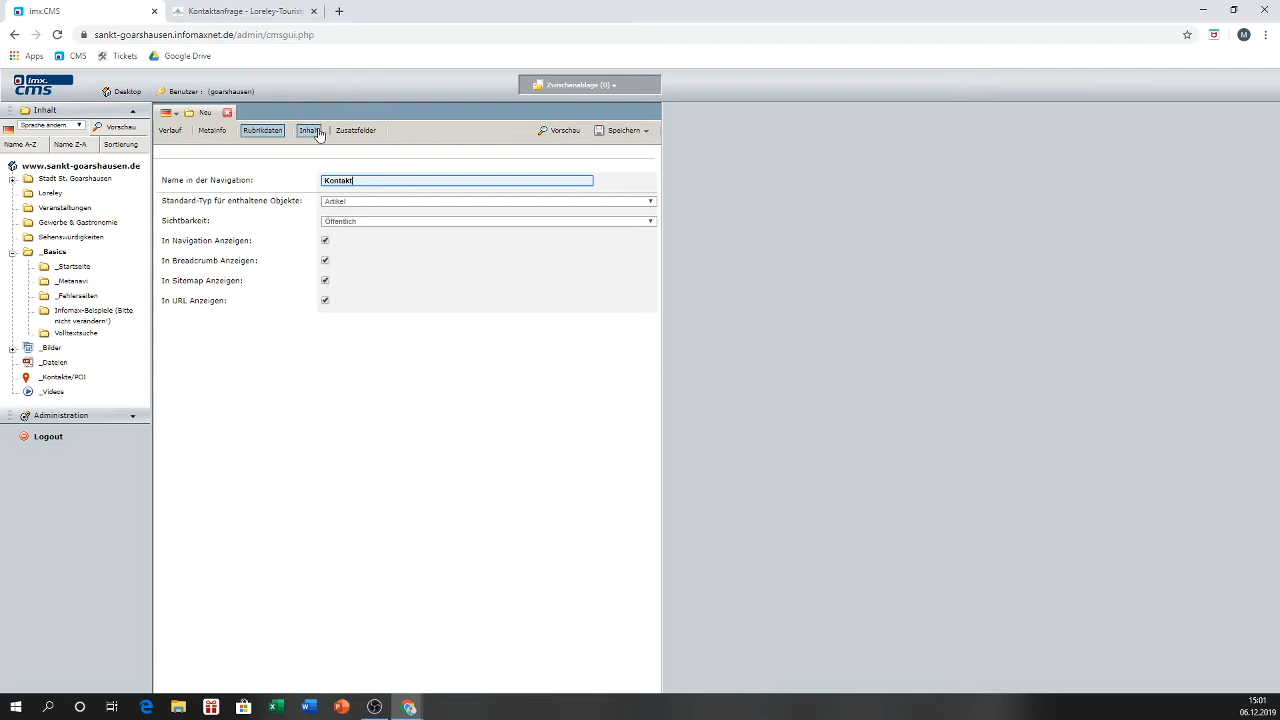 imx.CMS
Kontaktanfrage - Loreley-Tourist
sankt-goarshausen.infomaxnet.de/admin/cmsgui.php
M
Apps CMS Tickets Google Drive
imx.
cms
Desktop Benutzer : (goarshausen)
Zwischenablage (0)
Inhalt
Sprache ändern Vorschau
Name A-Z Name Z-A Sortierung
www.sankt-goarshausen.de
Stadt St. Goarshausen
Loreley
Veranstaltungen
Gewerbe & Gastronomie
Sehenswürdigkeiten
_Basics
_Startseite
_Metanavi
_Fehlerseiten
Infomax-Beispiele (Bitte
nicht verändern!)
Volltextsuche
_Bilder
_Dateien
_Kontakte/POI
_Videos
Administration
Logout
Neu
Verlauf Metainfo Rubrikdaten Inhalt Zusatzfelder Vorschau Speichern
Name in der Navigation: Kontakt
Standard-Typ für enthaltene Objekte: Artikel
Sichtbarkeit: Öffentlich
In Navigation Anzeigen:
In Breadcrumb Anzeigen:
In Sitemap Anzeigen:
In URL Anzeigen:
15:01
06.12.2019